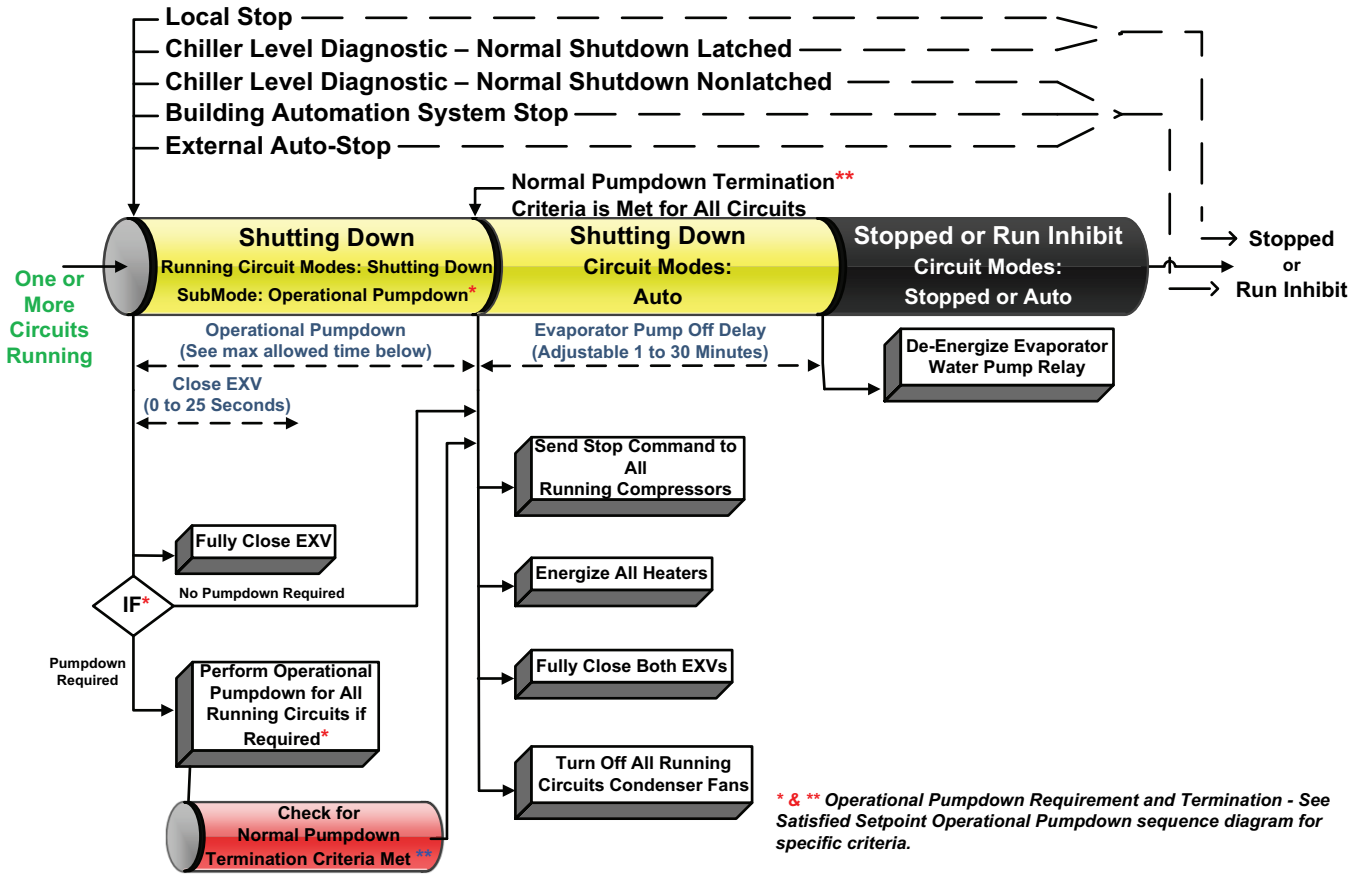 Local Stop
Chiller Level Diagnostic – Normal Shutdown Latched
Chiller Level Diagnostic – Normal Shutdown Nonlatched
Building Automation System Stop
External Auto-Stop
Normal Pumpdown Termination**
Criteria is Met for All Circuits
One or
More
Circuits
Running
Shutting Down
Running Circuit Modes: Shutting Down
SubMode: Operational Pumpdown*
Shutting Down
Circuit Modes:
Auto
Stopped or Run Inhibit
Circuit Modes:
Stopped or Auto
Stopped
or
Run Inhibit
Operational Pumpdown
(See max allowed time below)
Evaporator Pump Off Delay
(Adjustable 1 to 30 Minutes)
De-Energize Evaporator
Water Pump Relay
Close EXV
(0 to 25 Seconds)
Send Stop Command to
All
Running Compressors
Fully Close EXV
Energize All Heaters
IF*
No Pumpdown Required
Pumpdown
Required
Perform Operational
Pumpdown for All
Running Circuits if
Required*
Fully Close Both EXVs
Turn Off All Running
Circuits Condenser Fans
Check for
Normal Pumpdown
Termination Criteria Met **
* & ** Operational Pumpdown Requirement and Termination - See
Satisfied Setpoint Operational Pumpdown sequence diagram for
specific criteria.